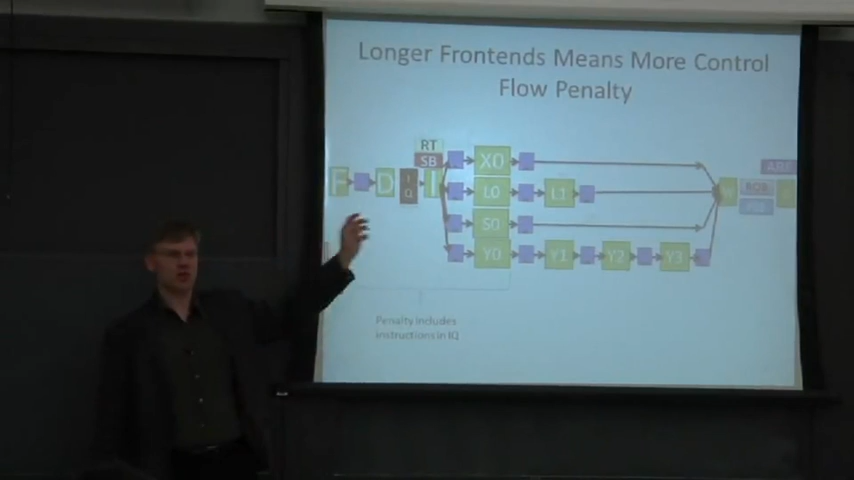 Longer Frontends Means More Control
Flow Penalty
RT
SB
F
D
I
Q
I
X0
L0
L1
S0
Y0
Y1
Y2
Y3
ARF
ROB
Penalty includes
instructions in IQ